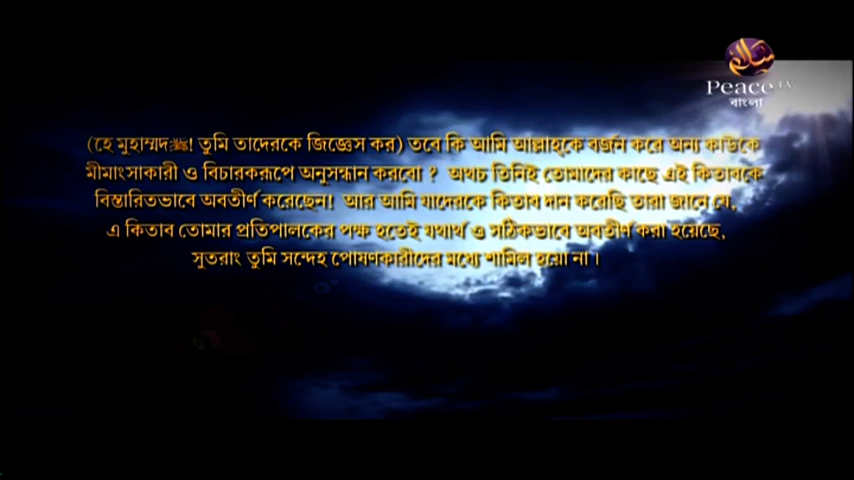 Peace TV
বাংলা
(হে মুহাম্মদﷺ! তুমি তাদেরকে জিজ্ঞেস কর) তবে কি আমি আল্লাহ্‌কে বর্জন করে অন্য কাউকে
মীমাংসাকারী ও বিচারকরূপে অনুসন্ধান করবো ? অথচ তিনিই তোমাদের কাছে এই কিতাবকে
বিস্তারিতভাবে অবতীর্ণ করেছেন! আর আমি যাদেরকে কিতাব দান করেছি তারা জানে যে,
এ কিতাব তোমার প্রতিপালকের পক্ষ হতেই যথার্থ ও সঠিকভাবে অবতীর্ণ করা হয়েছে,
সুতরাং তুমি সন্দেহ পোষণকারীদের মধ্যে শামিল হয়ো না।